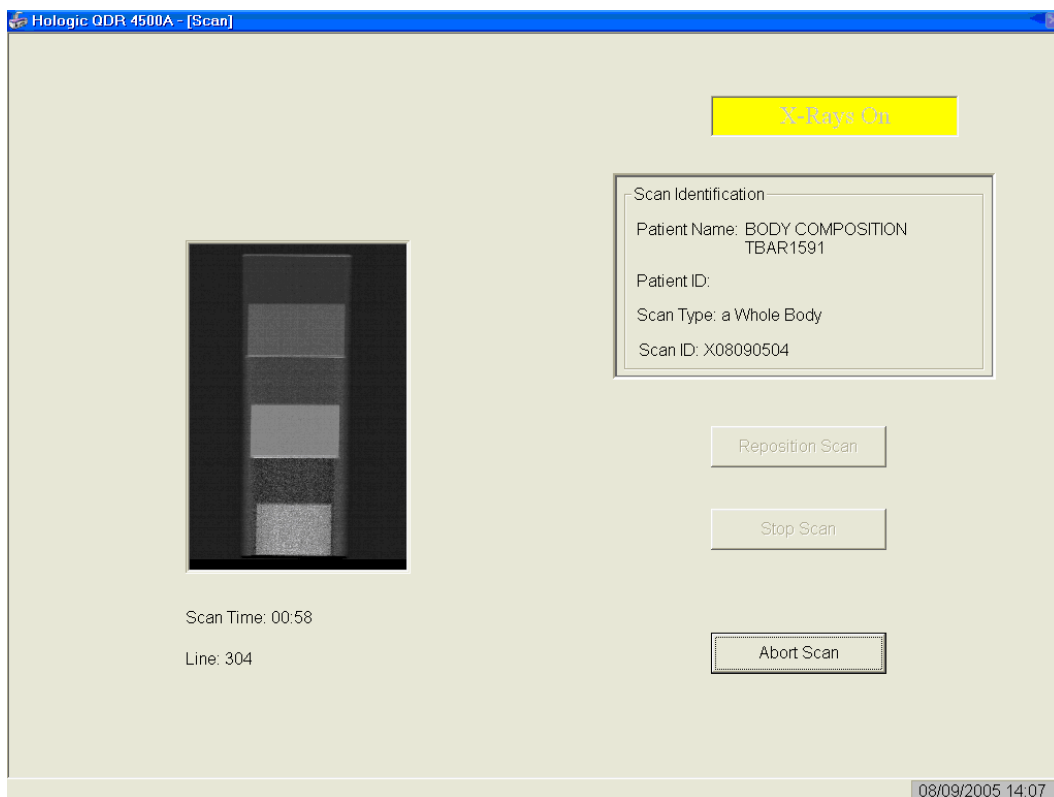 Hologic QDR 4500A - [Scan]
X-Rays On
Scan Identification
Patient Name: BODY COMPOSITION
TBAR1591
Patient ID:
Scan Type: a Whole Body
Scan ID: X08090504
Reposition Scan
Stop Scan
Scan Time: 00:58
Line: 304
Abort Scan
08/09/2005 14:07